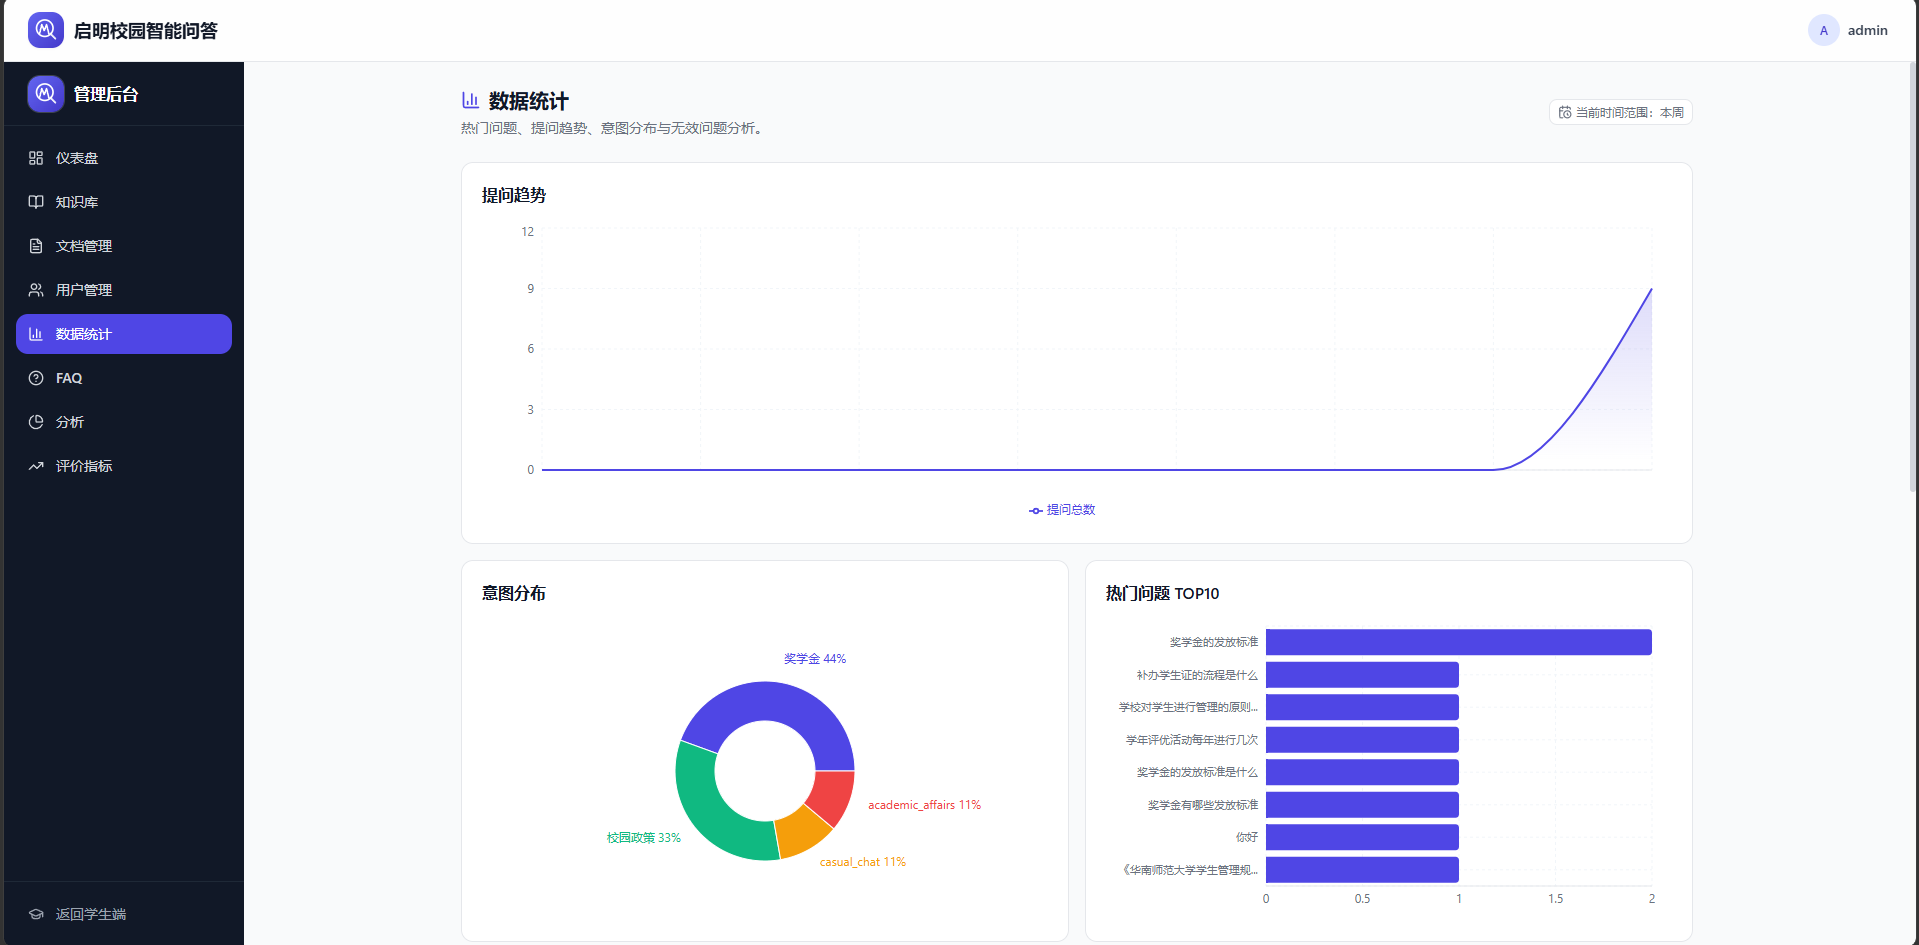 启明校园智能问答
A admin
管理后台
仪表盘
知识库
文档管理
用户管理
数据统计
FAQ
分析
评价指标
返回学生端
数据统计
热门问题、提问趋势、意图分布与无效问题分析。
当前时间范围：本周
提问趋势
12
9
6
3
0
提问总数
意图分布
奖学金 44%
academic_affairs 11%
校园政策 33%
casual_chat 11%
热门问题 TOP10
奖学金的发放标准
补办学生证的流程是什么
学校对学生进行管理的原则...
学年评优活动每年进行几次
奖学金的发放标准是什么
奖学金有哪些发放标准
你好
《华南师范大学学生管理规...
0 0.5 1 1.5 2